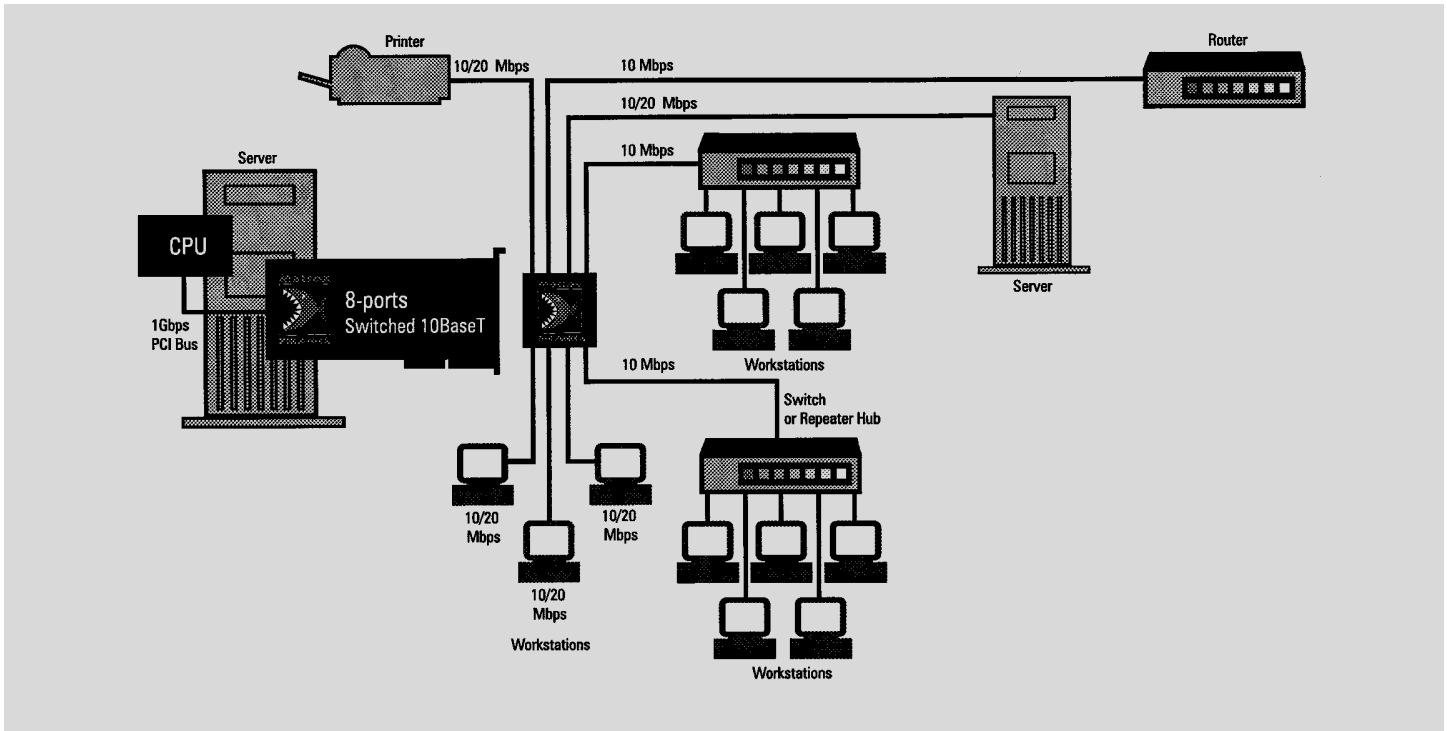 Printer
10/20 Mbps
10 Mbps
Router
10/20 Mbps
10 Mbps
Server
CPU
8-ports
Switched 10BaseT
1Gbps
PCI Bus
Server
Workstations
10 Mbps
Switch
or Repeater Hub
10/20
Mbps
10/20
Mbps
10/20
Mbps
Workstations
Workstations